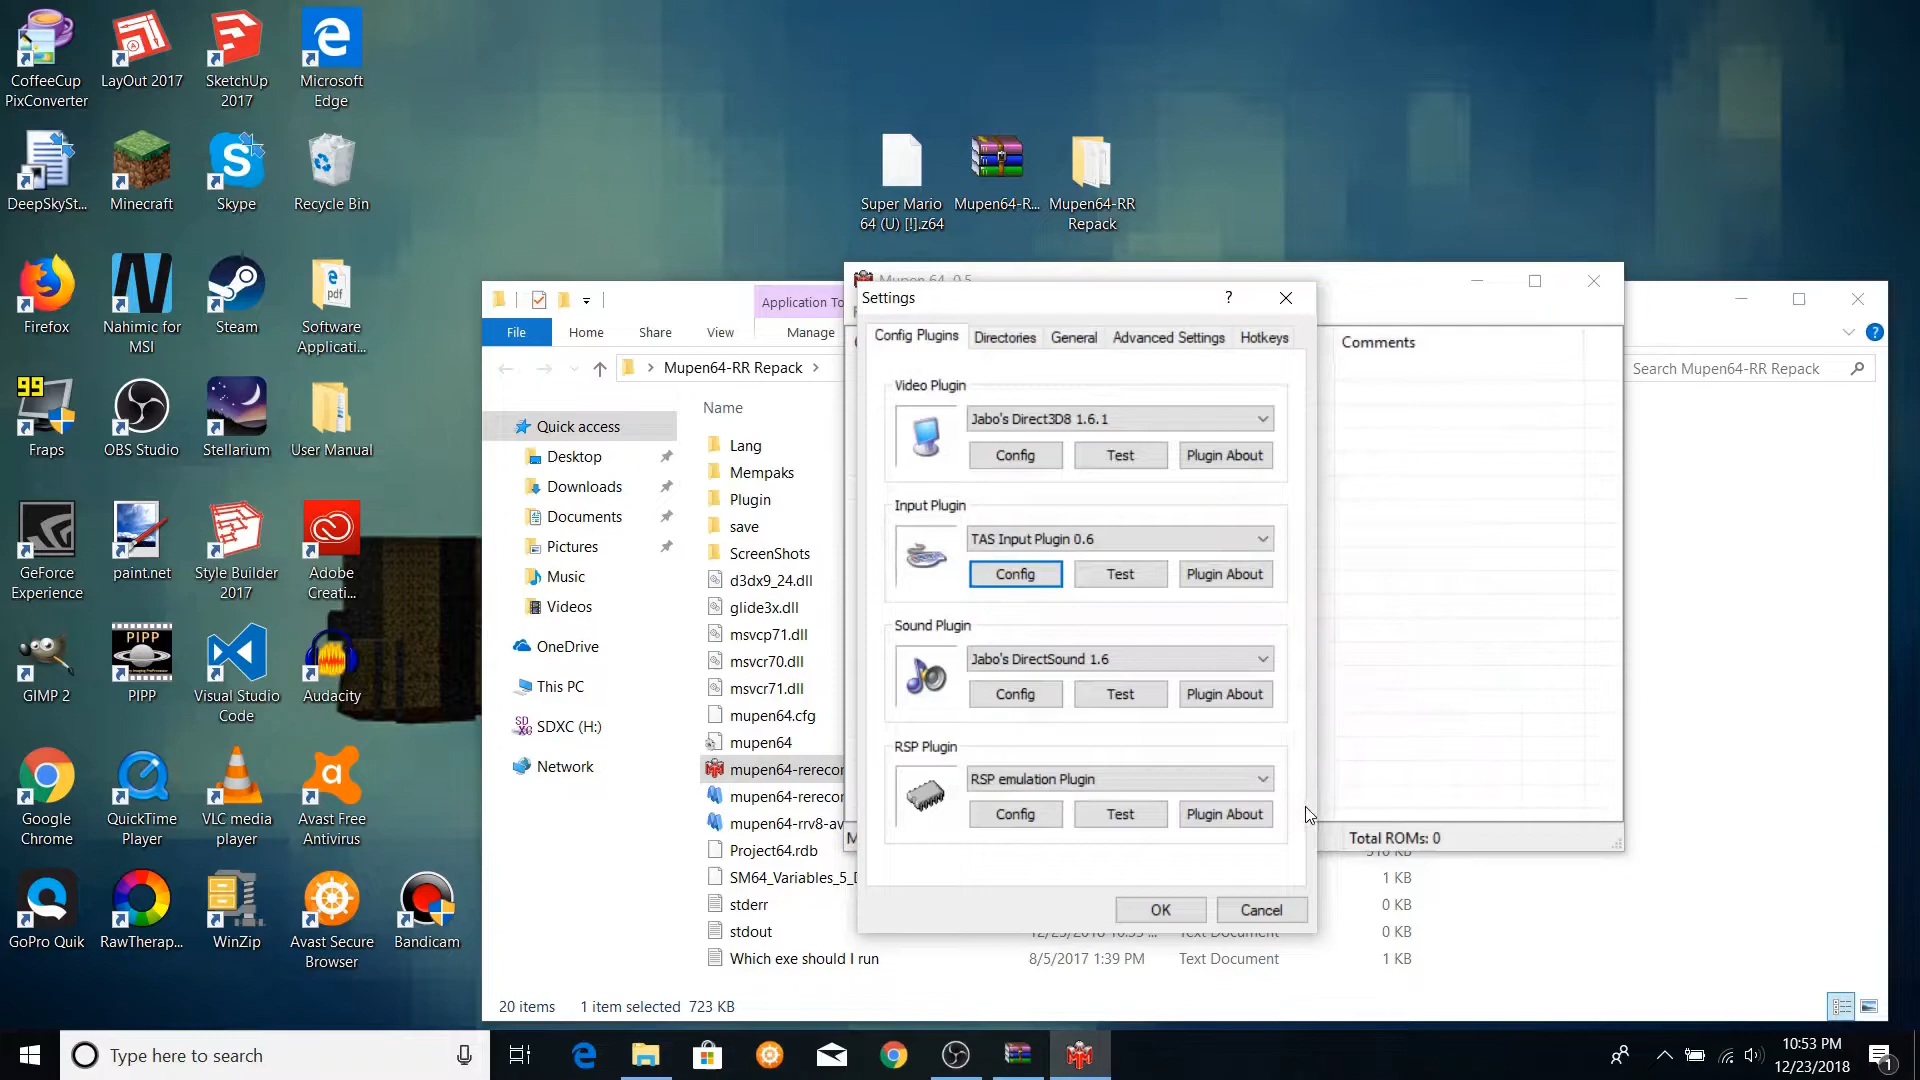 CoffeeCup
PixConverter
LayOut 2017
SketchUp
2017
Microsoft
Edge
DeepSkySt...
Minecraft
Skype
Recycle Bin
Super Mario
64 (U) [!].z64
Mupen64-R...
Mupen64-RR
Repack
Firefox
Nahimic for
MSI
Steam
Software
Applicati...
99
Fraps
OBS Studio
Stellarium
User Manual
GeForce
Experience
paint.net
Style Builder
2017
Adobe
Creati...
GIMP 2
PIPP
Visual Studio
Code
Audacity
Google
Chrome
QuickTime
Player
VLC media
player
Avast Free
Antivirus
GoPro Quik
RawTherap...
WinZip
Avast Secure
Browser
Bandicam
Application To
File
Home
Share
View
Manage
Mupen64-RR Repack
Search Mupen64-RR Repack
Name
Quick access
Desktop
Downloads
Documents
Pictures
Music
Videos
OneDrive
This PC
SDXC (H:)
Network
Lang
Mempaks
Plugin
save
ScreenShots
d3dx9_24.dll
glide3x.dll
msvcp71.dll
msvcr70.dll
msvcr71.dll
mupen64.cfg
mupen64
mupen64-rerecor
mupen64-rerecor
mupen64-rrv8-av
Project64.rdb
SM64_Variables_5_D
1 KB
stderr
0 KB
stdout
Text Document
0 KB
Which exe should I run
8/5/2017 1:39 PM
Text Document
1 KB
20 items
1 item selected 723 KB
Mupen 64 0.5
Comments
Total ROMs: 0
Settings
Config Plugins
Directories
General
Advanced Settings
Hotkeys
Video Plugin
Jabo's Direct3D8 1.6.1
Config
Test
Plugin About
Input Plugin
TAS Input Plugin 0.6
Config
Test
Plugin About
Sound Plugin
Jabo's DirectSound 1.6
Config
Test
Plugin About
RSP Plugin
RSP emulation Plugin
Config
Test
Plugin About
OK
Cancel
Type here to search
10:53 PM
12/23/2018
1